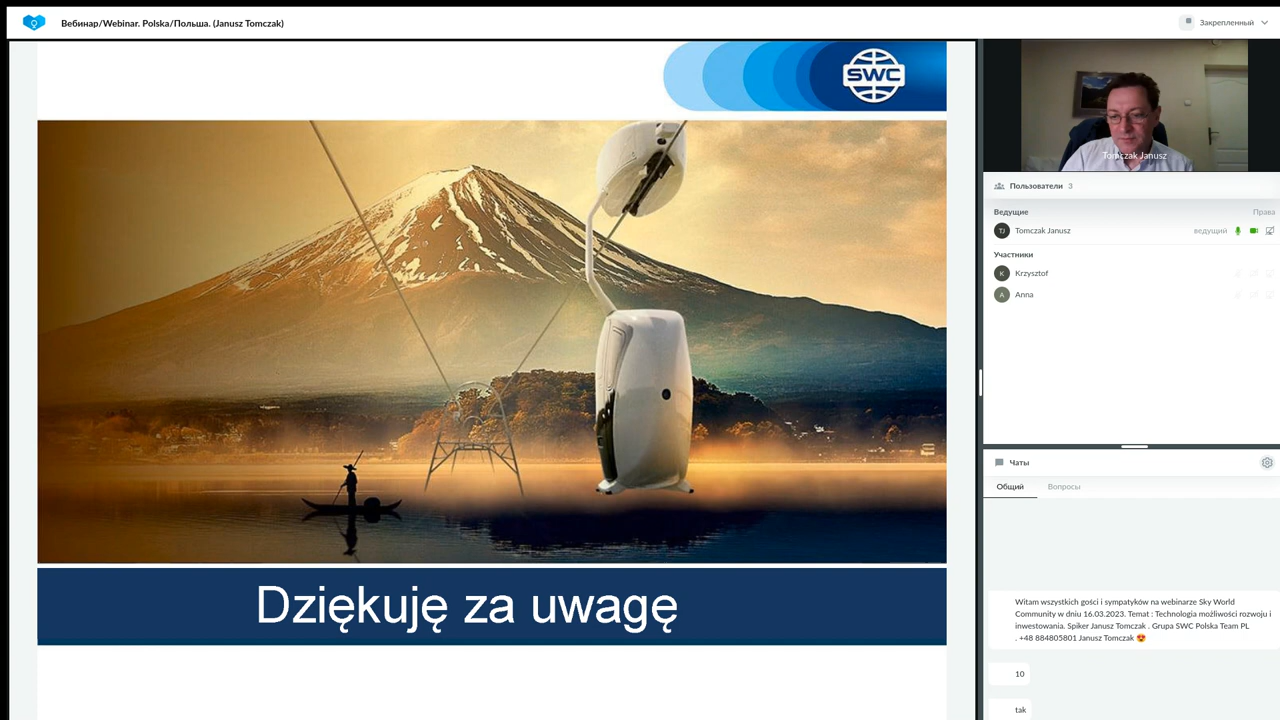 Вебинар/Webinar. Polska/Польша. (Janusz Tomczak)
Закрепленный
SWC
Dziękuję za uwagę
Tomczak Janusz
Пользователи 3
Ведущие Права
TJ Tomczak Janusz ведущий
Участники
K Krzysztof
A Anna
Чаты
Общий Вопросы
Witam wszystkich gości i sympatyków na webinarze Sky World
Community w dniu 16.03.2023. Temat : Technologia możliwości rozwoju i
inwestowania. Spiker Janusz Tomczak . Grupa SWC Polska Team PL
. +48 884805801 Janusz Tomczak 😍
10
tak